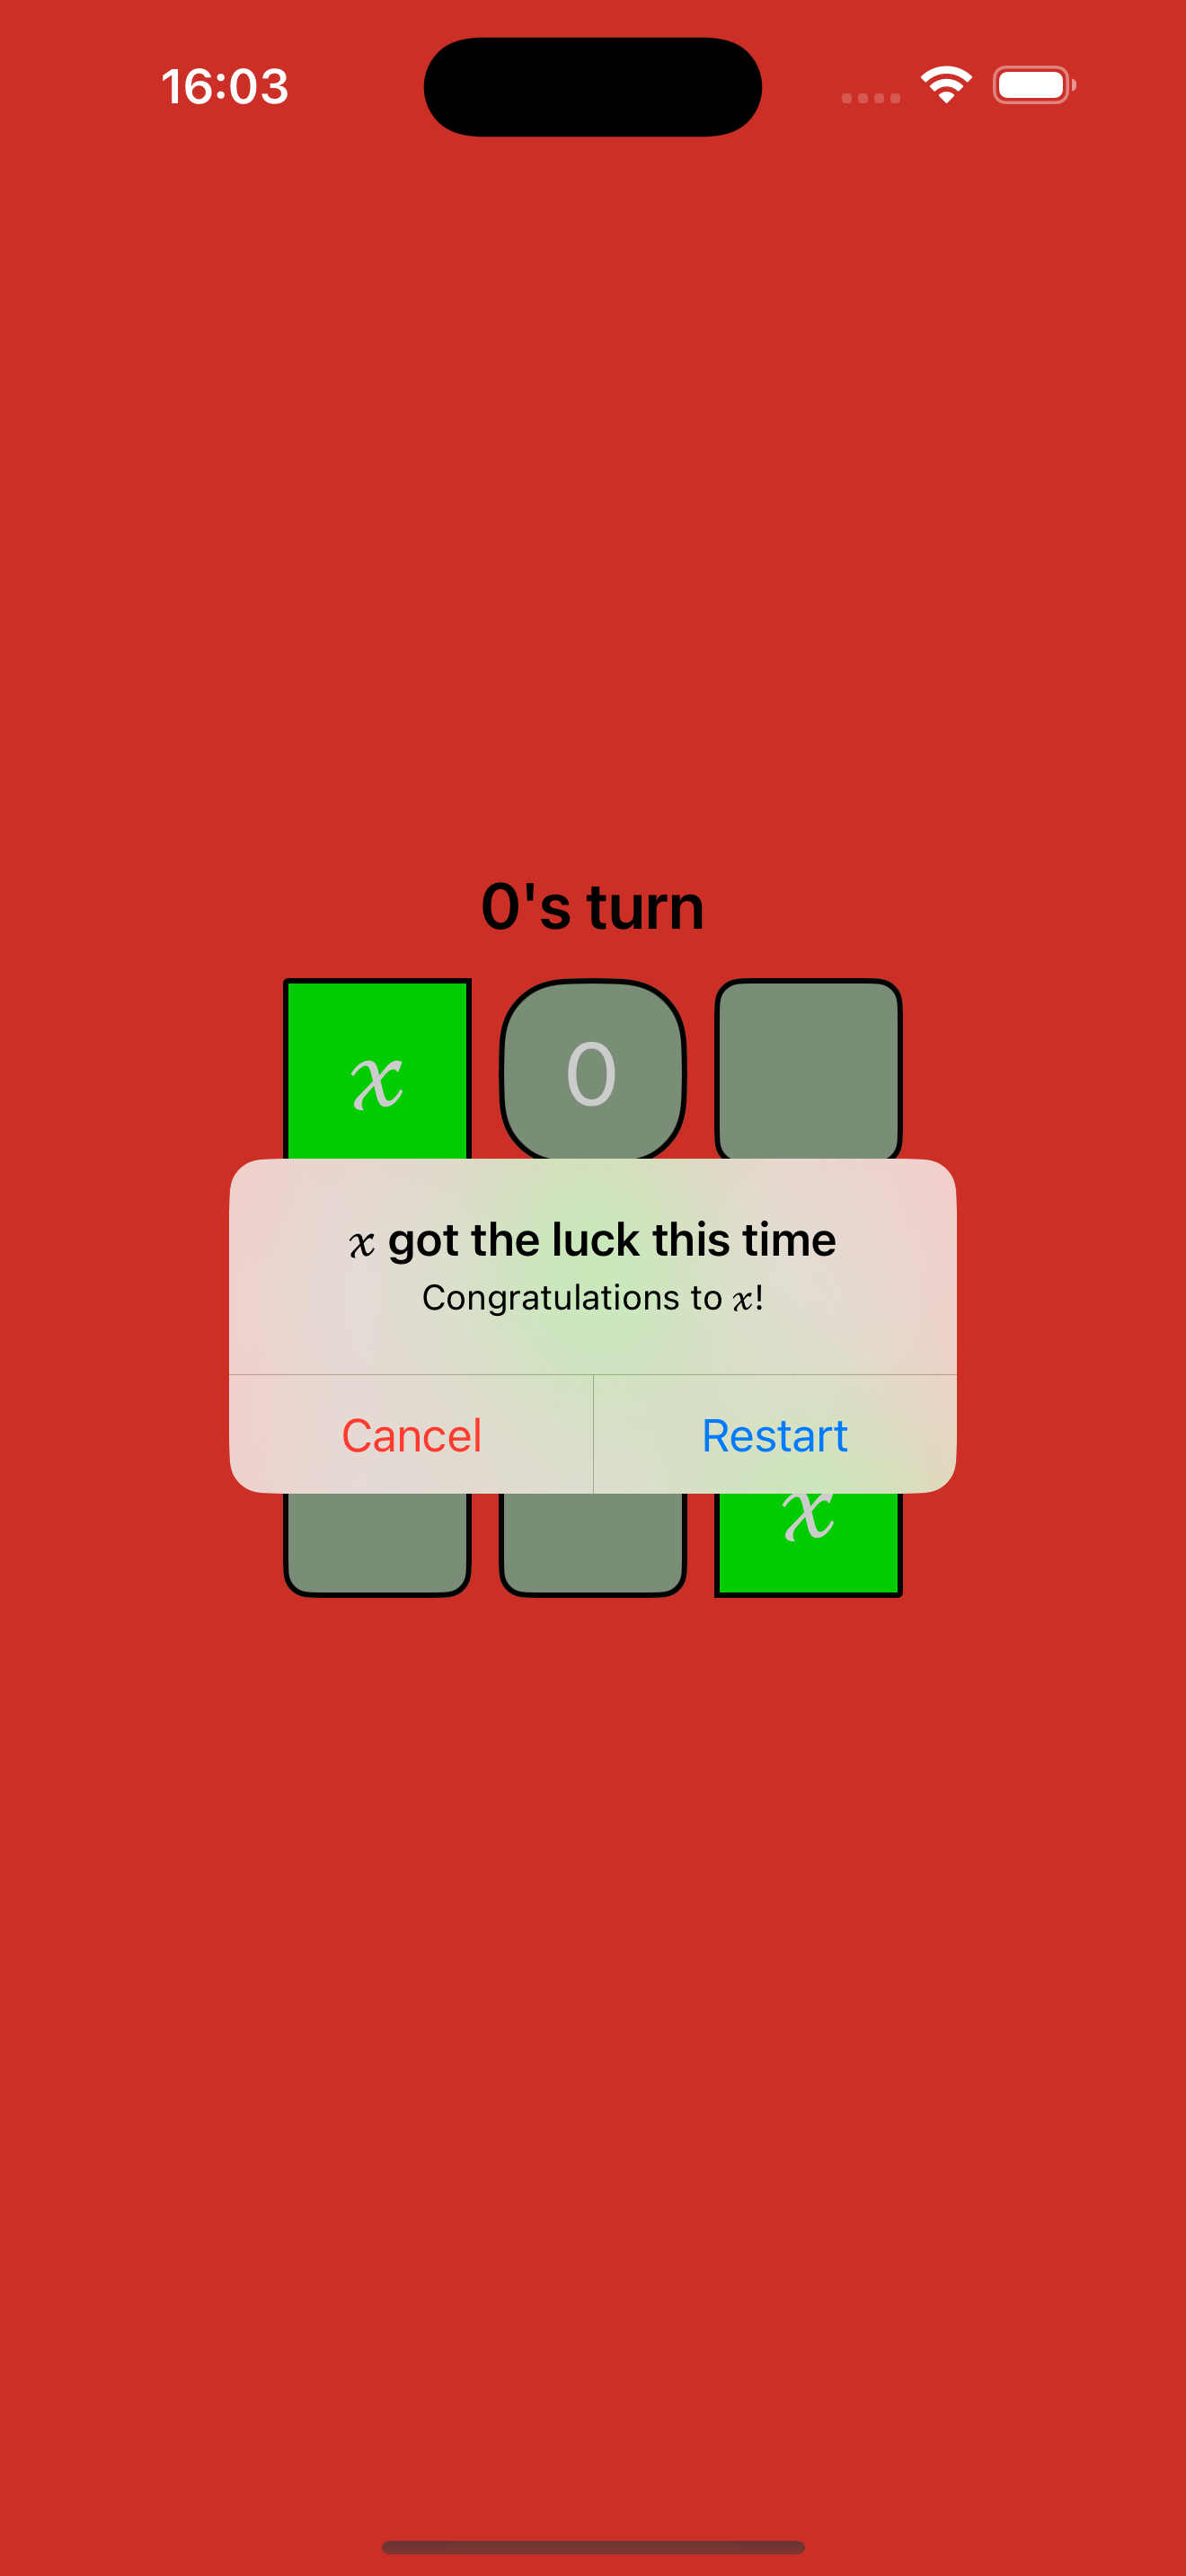 16:03
0's turn
𝓍 0
𝓍 got the luck this time
Congratulations to 𝓍!
Cancel Restart
𝓍